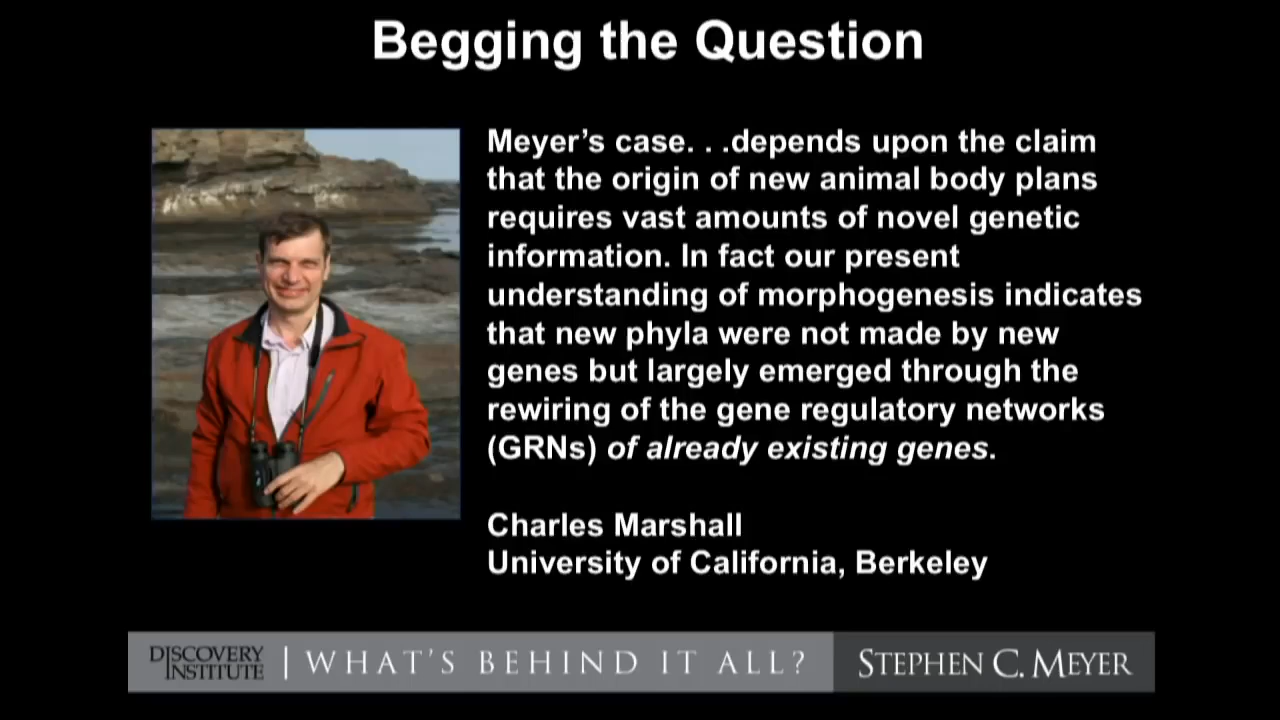 Begging the Question
Meyer’s case. . .depends upon the claim
that the origin of new animal body plans
requires vast amounts of novel genetic
information. In fact our present
understanding of morphogenesis indicates
that new phyla were not made by new
genes but largely emerged through the
rewiring of the gene regulatory networks
(GRNs) of already existing genes.
Charles Marshall
University of California, Berkeley
DISCOVERY
INSTITUTE
WHAT'S BEHIND IT ALL?
STEPHEN C. MEYER